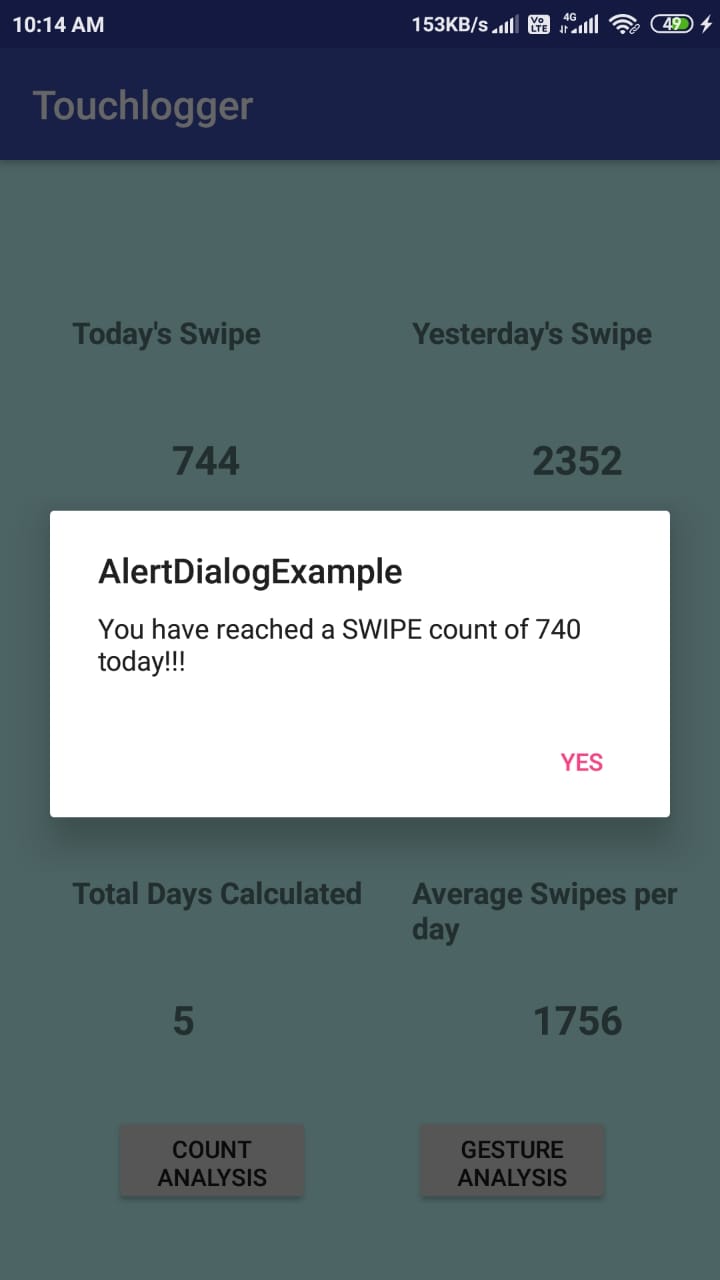 10:14 AM 153KB/s Vo LTE 4G 49
Touchlogger
Today's Swipe Yesterday's Swipe
744 2352
AlertDialogExample
You have reached a SWIPE count of 740
today!!!
YES
Total Days Calculated Average Swipes per
day
5 1756
COUNT GESTURE
ANALYSIS ANALYSIS